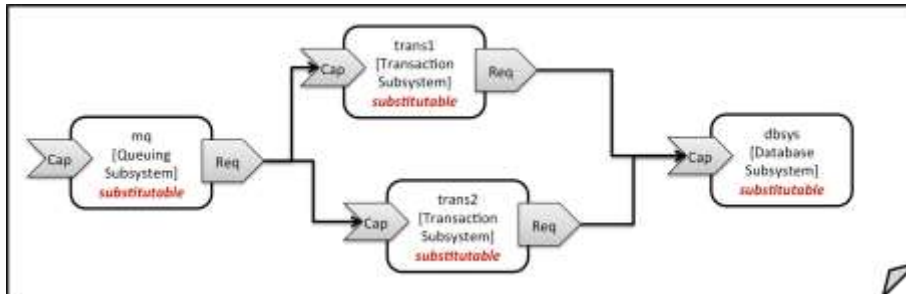 trans1
[Transaction
Subsystem]
substitutable
Cap
Req
mq
[Queuing
Subsystem]
substitutable
Cap
Req
trans2
[Transaction
Subsystem]
substitutable
Cap
Req
dbsys
[Database
Subsystem]
substitutable
Cap